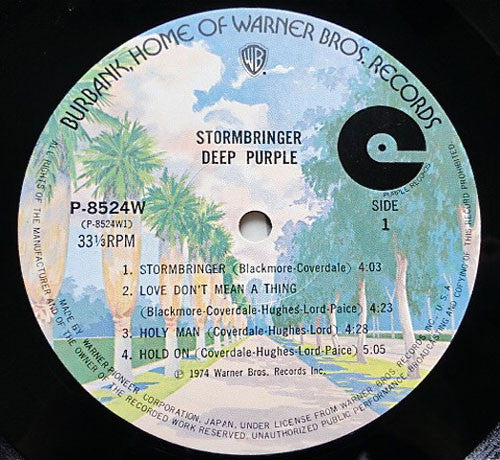 BURBANK, HOME OF WARNER BROS. RECORDS
WB
STORMBRINGER
DEEP PURPLE
PURPLE RECORDS
P-8524W
(P-8524W1)
33⅓RPM
SIDE
1
1. STORMBRINGER (Blackmore-Coverdale) 4:03
2. LOVE DON'T MEAN A THING
(Blackmore-Coverdale-Hughes-Lord-Paice) 4:23
3. HOLY MAN (Coverdale-Hughes-Lord) 4:28
4. HOLD ON (Coverdale-Hughes-Lord-Paice) 5:05
℗ 1974 Warner Bros. Records Inc.
MADE BY WARNER-PIONEER CORPORATION, JAPAN, UNDER LICENSE FROM WARNER BROS. RECORDS INC., U.S.A.
ALL RIGHTS OF THE MANUFACTURER AND OF THE OWNER OF THE RECORDED WORK RESERVED. UNAUTHORIZED PUBLIC PERFORMANCE, BROADCASTING AND COPYING OF THIS RECORD PROHIBITED